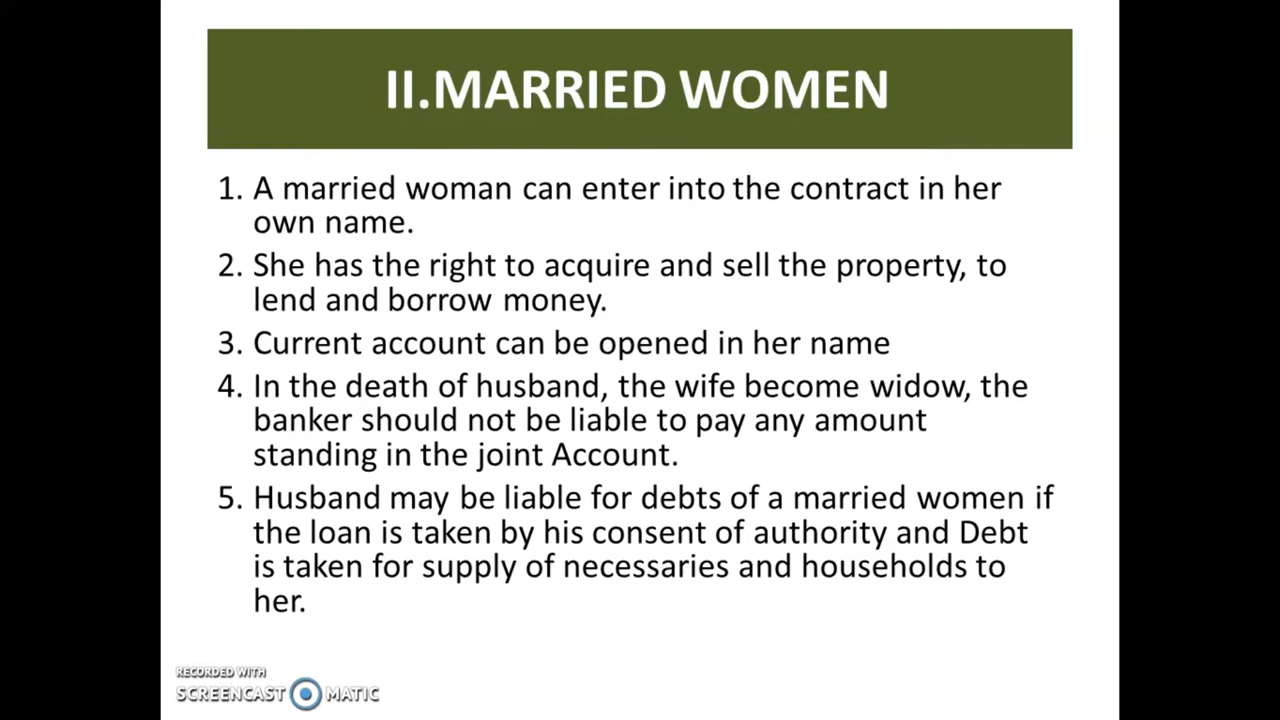 II.MARRIED WOMEN
1. A married woman can enter into the contract in her
own name.
2. She has the right to acquire and sell the property, to
lend and borrow money.
3. Current account can be opened in her name
4. In the death of husband, the wife become widow, the
banker should not be liable to pay any amount
standing in the joint Account.
5. Husband may be liable for debts of a married women if
the loan is taken by his consent of authority and Debt
is taken for supply of necessaries and households to
her.
RECORDED WITH
SCREENCAST MATIC